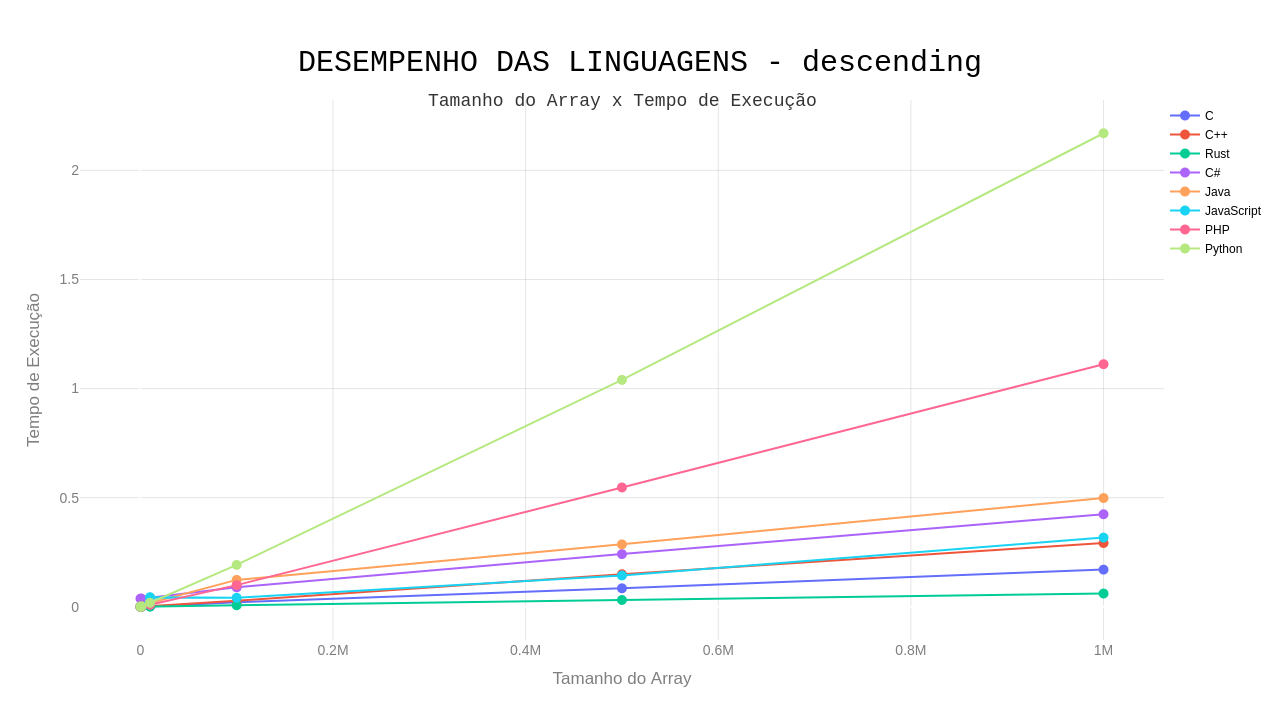 DESEMPENHO DAS LINGUAGENS - descending
Tamanho do Array x Tempo de Execução
C
C++
Rust
C#
Java
JavaScript
PHP
Python
Tempo de Execução
2
1.5
1
0.5
0
0
0.2M
0.4M
0.6M
0.8M
1M
Tamanho do Array